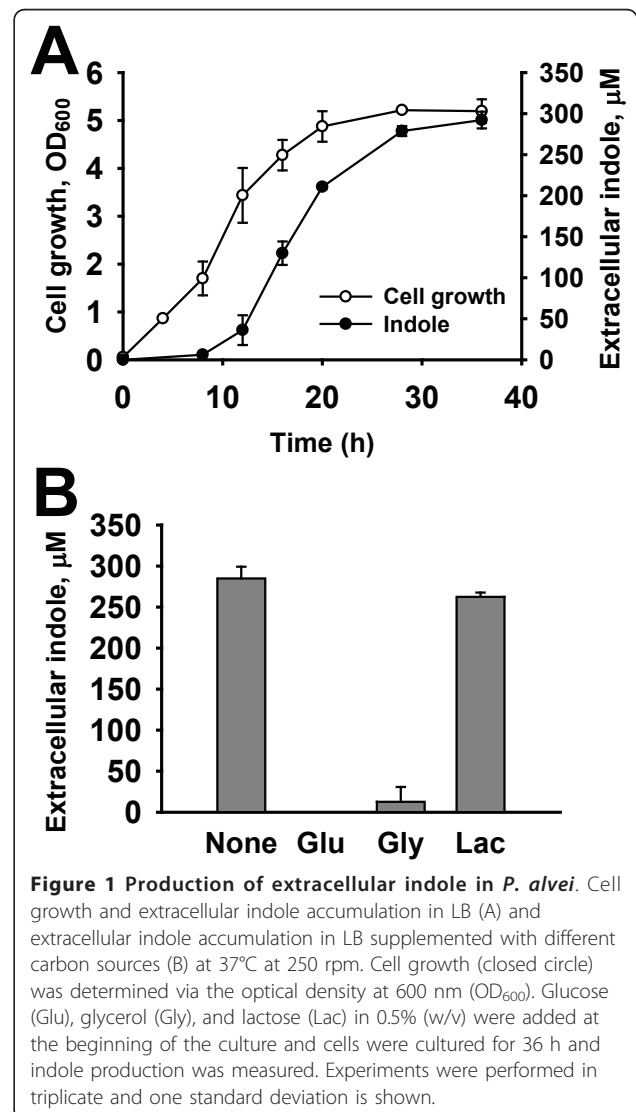 A
6
5
4
3
2
1
0
Cell growth, OD600
350
300
250
200
150
100
50
0
Extracellular indole, μM
Cell growth
Indole
0 10 20 30 40
Time (h)
B
350
300
250
200
150
100
50
0
Extracellular indole, μM
None Glu Gly Lac
Figure 1 Production of extracellular indole in P. alvei. Cell
growth and extracellular indole accumulation in LB (A) and
extracellular indole accumulation in LB supplemented with different
carbon sources (B) at 37°C at 250 rpm. Cell growth (closed circle)
was determined via the optical density at 600 nm (OD600). Glucose
(Glu), glycerol (Gly), and lactose (Lac) in 0.5% (w/v) were added at
the beginning of the culture and cells were cultured for 36 h and
indole production was measured. Experiments were performed in
triplicate and one standard deviation is shown.